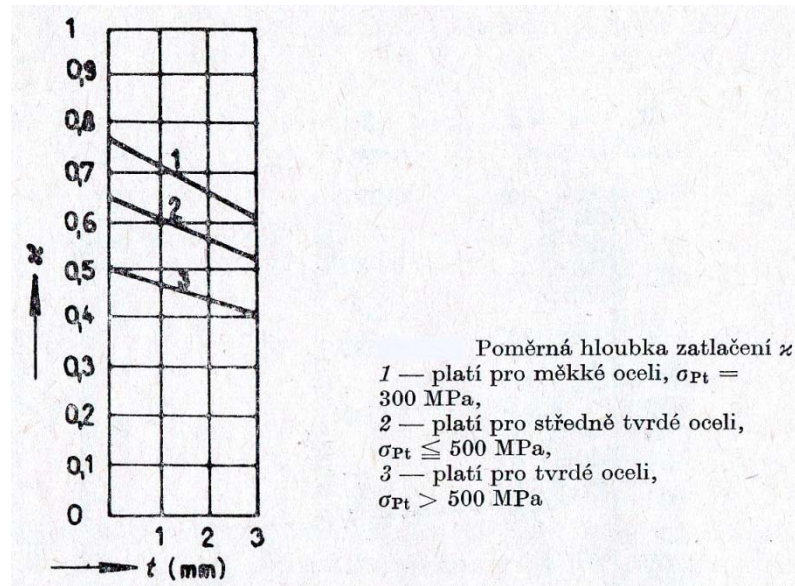 1
0,9
0,8
0,7
0,6
0,5
0,4
0,3
0,2
0,1
0
ϰ
1
2
3
1 2 3
t (mm)
Poměrná hloubka zatlačení ϰ
1 — platí pro měkké oceli, σPt =
300 MPa,
2 — platí pro středně tvrdé oceli,
σPt ≦ 500 MPa,
3 — platí pro tvrdé oceli,
σPt > 500 MPa